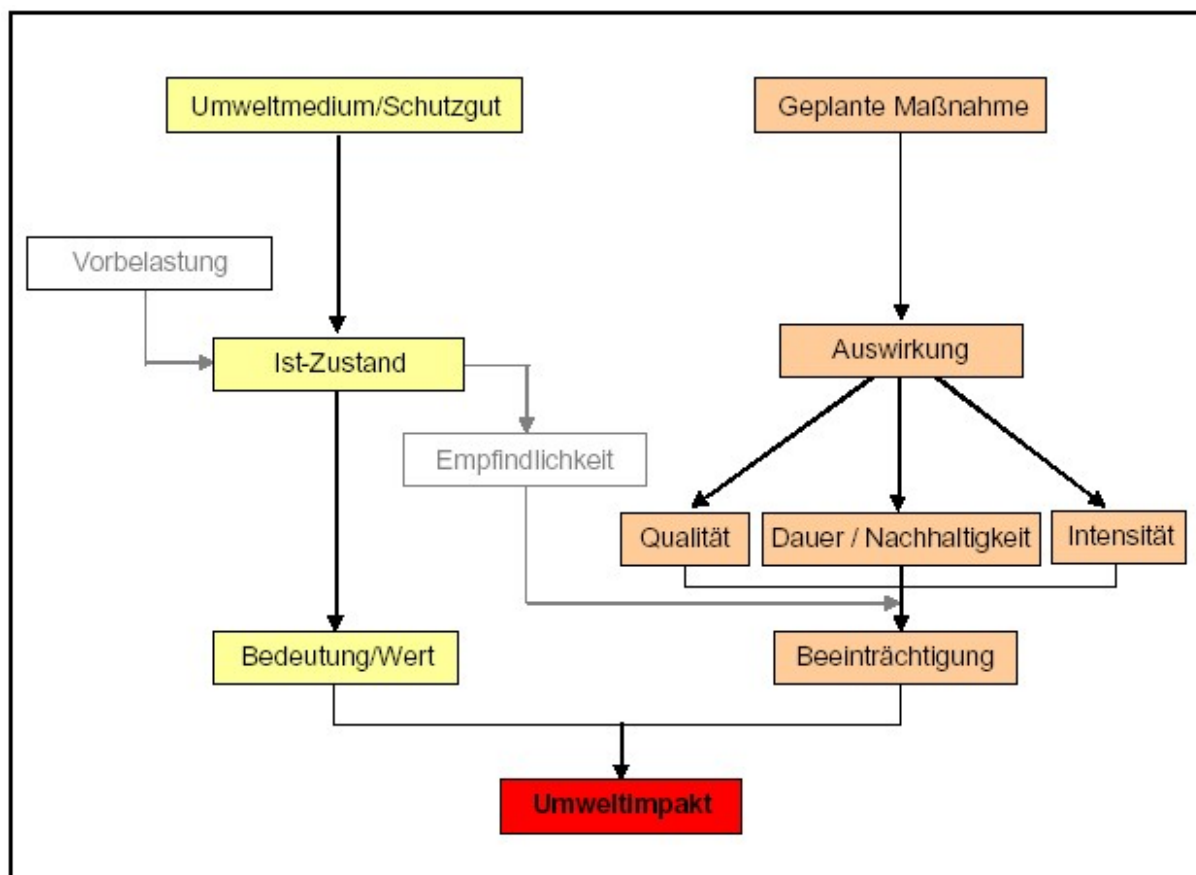 Umweltmedium/Schutzgut
Geplante Maßnahme
Vorbelastung
Ist-Zustand
Auswirkung
Empfindlichkeit
Qualität
Dauer / Nachhaltigkeit
Intensität
Bedeutung/Wert
Beeinträchtigung
Umweltimpakt